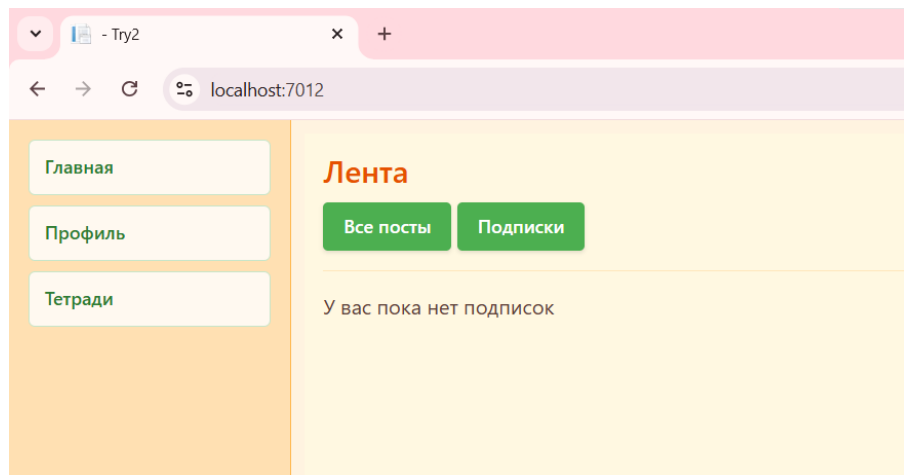 - Try2
localhost:7012
Главная
Профиль
Тетради
Лента
Все посты Подписки
У вас пока нет подписок